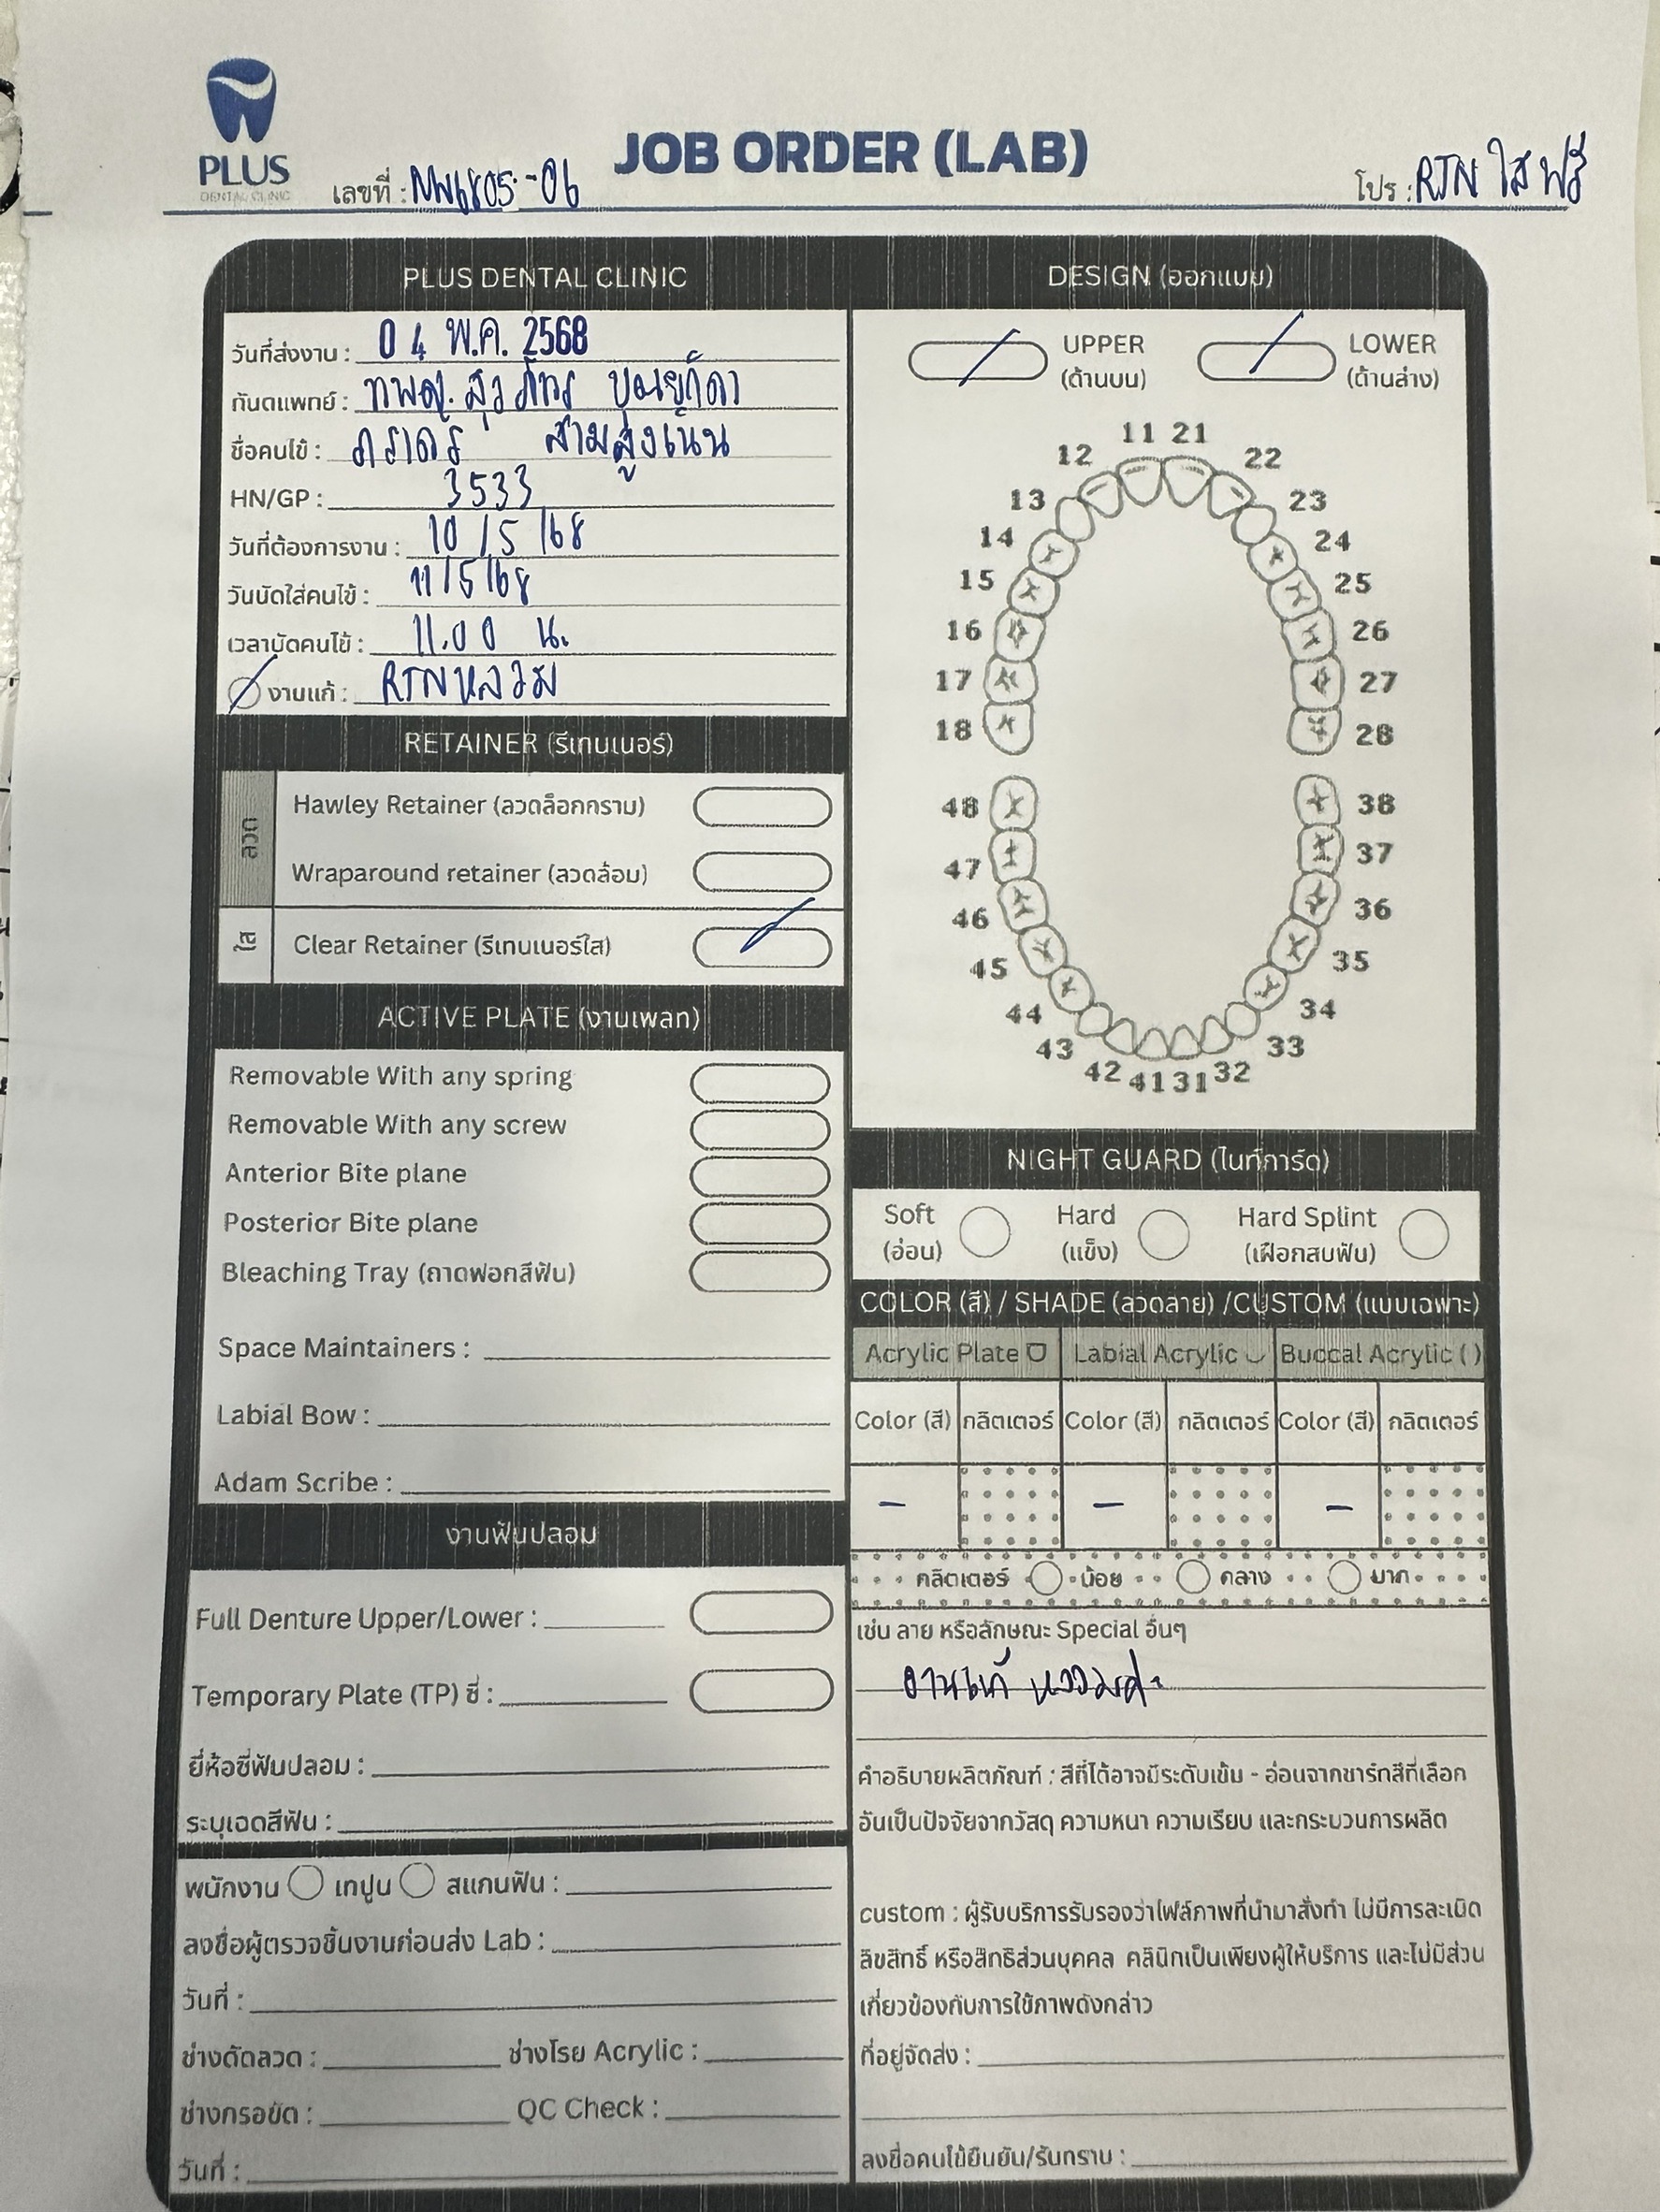 PLUS
DENTAL CLINIC
JOB ORDER (LAB)
เลขที่ : NW6805-06
โปร : RTN ใส ฟรี
PLUS DENTAL CLINIC
วันที่ส่งงาน : 04 พ.ค. 2568
ทันตแพทย์ : ทพญ. สุวภัทร บุณยภักดา
ชื่อคนไข้ : ภราดร สามสูงเนิน
HN/GP : 3533
วันที่ต้องการงาน : 10/5/68
วันนัดใส่คนไข้ : 11/5/68
เวลานัดคนไข้ : 11.00 น.
งานแก้ : RTN หลวม
RETAINER (รีเทนเนอร์)
ลวด
Hawley Retainer (ลวดล็อกกราม)
Wraparound retainer (ลวดล้อม)
ใส
Clear Retainer (รีเทนเนอร์ใส)
ACTIVE PLATE (งานเพลท)
Removable With any spring
Removable With any screw
Anterior Bite plane
Posterior Bite plane
Bleaching Tray (ถาดฟอกสีฟัน)
Space Maintainers :
Labial Bow :
Adam Scribe :
งานฟันปลอม
Full Denture Upper/Lower :
Temporary Plate (TP) ซี่ :
ยี่ห้อซี่ฟันปลอม :
ระบุเฉดสีฟัน :
พนักงาน เทปูน สแกนฟัน :
ลงชื่อผู้ตรวจชิ้นงานก่อนส่ง Lab :
วันที่ :
ช่างดัดลวด : ช่างโรย Acrylic :
ช่างกรอขัด : QC Check :
วันที่ :
DESIGN (ออกแบบ)
UPPER (ด้านบน)
LOWER (ด้านล่าง)
11 21
12 22
13 23
14 24
15 25
16 26
17 27
18 28
48 38
47 37
46 36
45 35
44 34
43 33
42 41 31 32
NIGHT GUARD (ไนท์การ์ด)
Soft (อ่อน)
Hard (แข็ง)
Hard Splint (เฝือกสบฟัน)
COLOR (สี) / SHADE (ลวดลาย) /CUSTOM (แบบเฉพาะ)
Acrylic Plate Labial Acrylic Buccal Acrylic ( )
Color (สี) กลิตเตอร์ Color (สี) กลิตเตอร์ Color (สี) กลิตเตอร์
- - -
กลิตเตอร์ น้อย กลาง มาก
เช่น ลาย หรือลักษณะ Special อื่นๆ
งานแก้ หลวมค่ะ
คำอธิบายผลิตภัณฑ์ : สีที่ได้อาจมีระดับเข้ม - อ่อนจากชาร์ทสีที่เลือก
อันเป็นปัจจัยจากวัสดุ ความหนา ความเรียบ และกระบวนการผลิต
custom : ผู้รับบริการรับรองว่าไฟล์ภาพที่นำมาสั่งทำ ไม่มีการละเมิด
ลิขสิทธิ์ หรือสิทธิส่วนบุคคล คลินิกเป็นเพียงผู้ให้บริการ และไม่มีส่วน
เกี่ยวข้องกับการใช้ภาพดังกล่าว
ที่อยู่จัดส่ง :
ลงชื่อคนไข้ยืนยัน/รับทราบ :